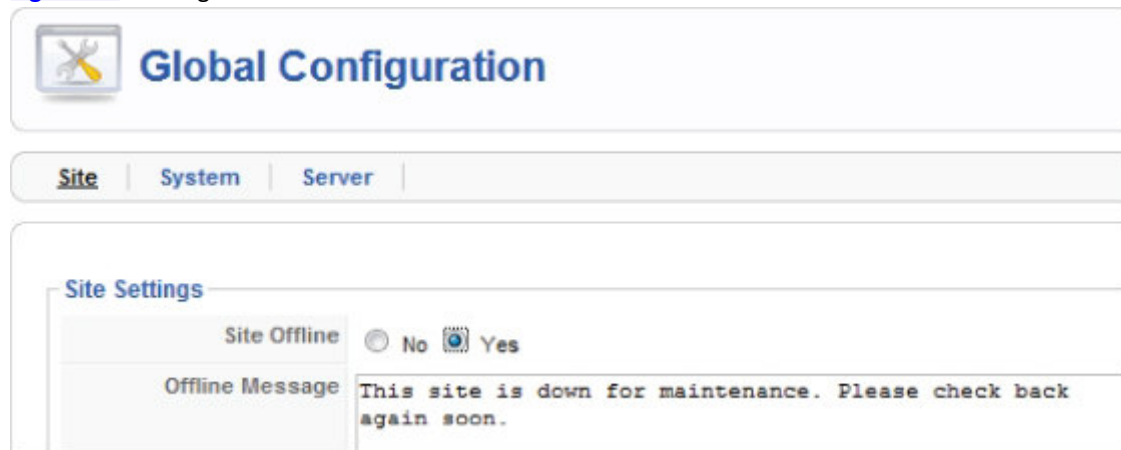 Global Configuration
Site System Server
Site Settings
Site Offline No Yes
Offline Message This site is down for maintenance. Please check back
again soon.